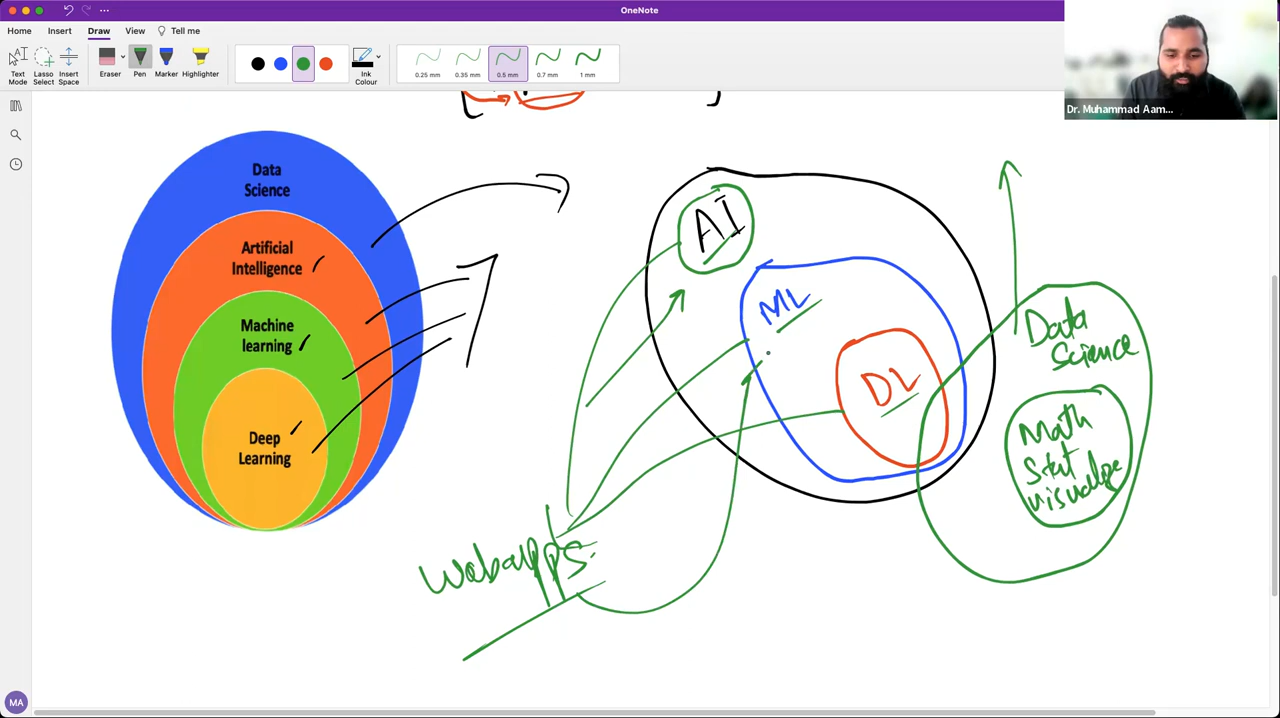 OneNote
Home
Insert
Draw
View
Tell me
Text
Mode
Lasso
Select
Insert
Space
Eraser
Pen
Marker
Highlighter
Ink
Colour
0.25 mm
0.35 mm
0.5 mm
0.7 mm
1 mm
Dr. Muhammad Aam...
Data
Science
Artificial
Intelligence
Machine
learning
Deep
Learning
AI
ML
DL
Data
Science
Math
Stat
visualize
Webapps
MA